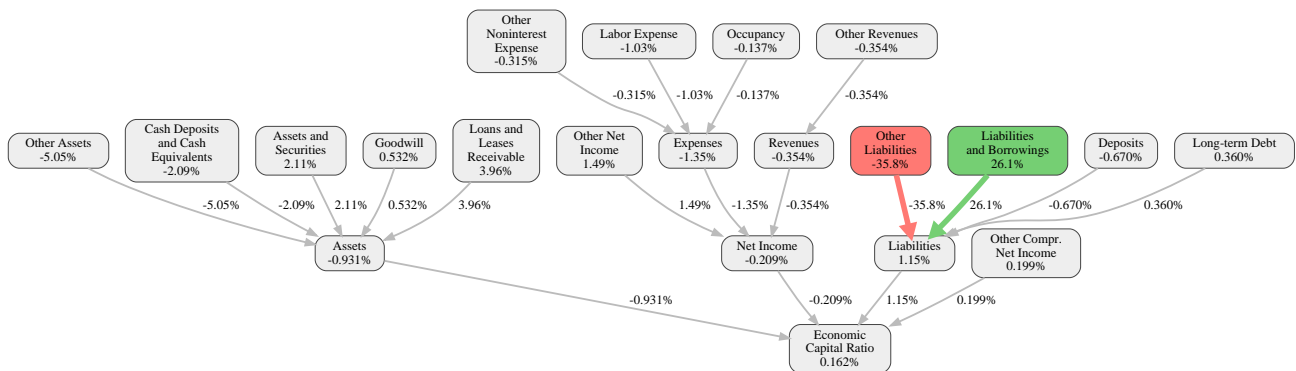 Other
Noninterest
Expense
-0.315%
Labor Expense
-1.03%
Occupancy
-0.137%
Other Revenues
-0.354%
-0.315%
-1.03%
-0.137%
-0.354%
Other Assets
-5.05%
Cash Deposits
and Cash
Equivalents
-2.09%
Assets and
Securities
2.11%
Goodwill
0.532%
Loans and
Leases
Receivable
3.96%
Other Net
Income
1.49%
Expenses
-1.35%
Revenues
-0.354%
Other
Liabilities
-35.8%
Liabilities
and Borrowings
26.1%
Deposits
-0.670%
Long-term Debt
0.360%
-5.05%
-2.09%
2.11%
0.532%
3.96%
1.49%
-1.35%
-0.354%
-35.8%
26.1%
-0.670%
0.360%
Assets
-0.931%
Net Income
-0.209%
Liabilities
1.15%
Other Compr.
Net Income
0.199%
-0.931%
-0.209%
1.15%
0.199%
Economic
Capital Ratio
0.162%